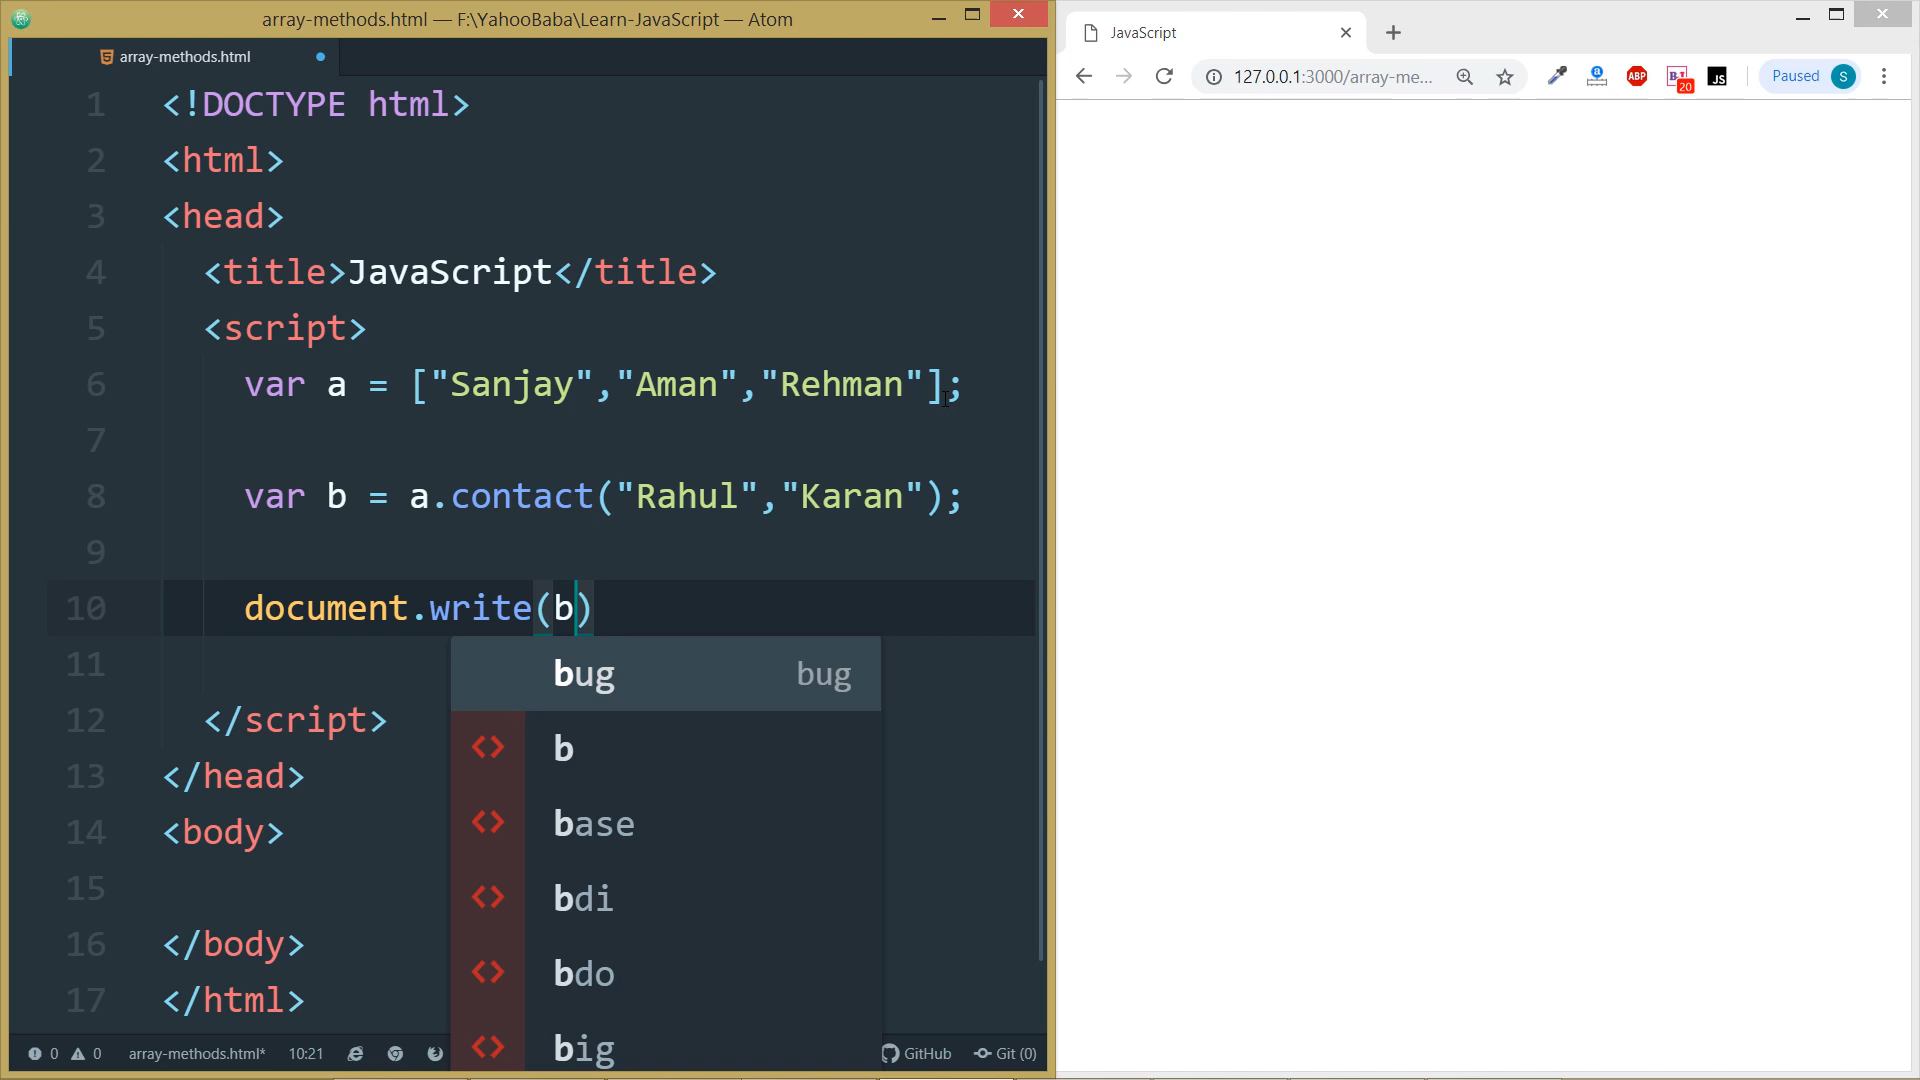 array-methods.html — F:\YahooBaba\Learn-JavaScript — Atom
array-methods.html
1 <!DOCTYPE html>
2 <html>
3 <head>
4 <title>JavaScript</title>
5 <script>
6 var a = ["Sanjay","Aman","Rehman"];
7
8 var b = a.contact("Rahul","Karan");
9
10 document.write(b)
11
bug bug
12 </script>
b
13 </head>
14 <body>
base
15
bdi
16 </body>
bdo
17 </html>
big
0 0 array-methods.html* 10:21 GitHub Git (0)
JavaScript
127.0.0.1:3000/array-me...
a
ABP
20
JS
Paused S